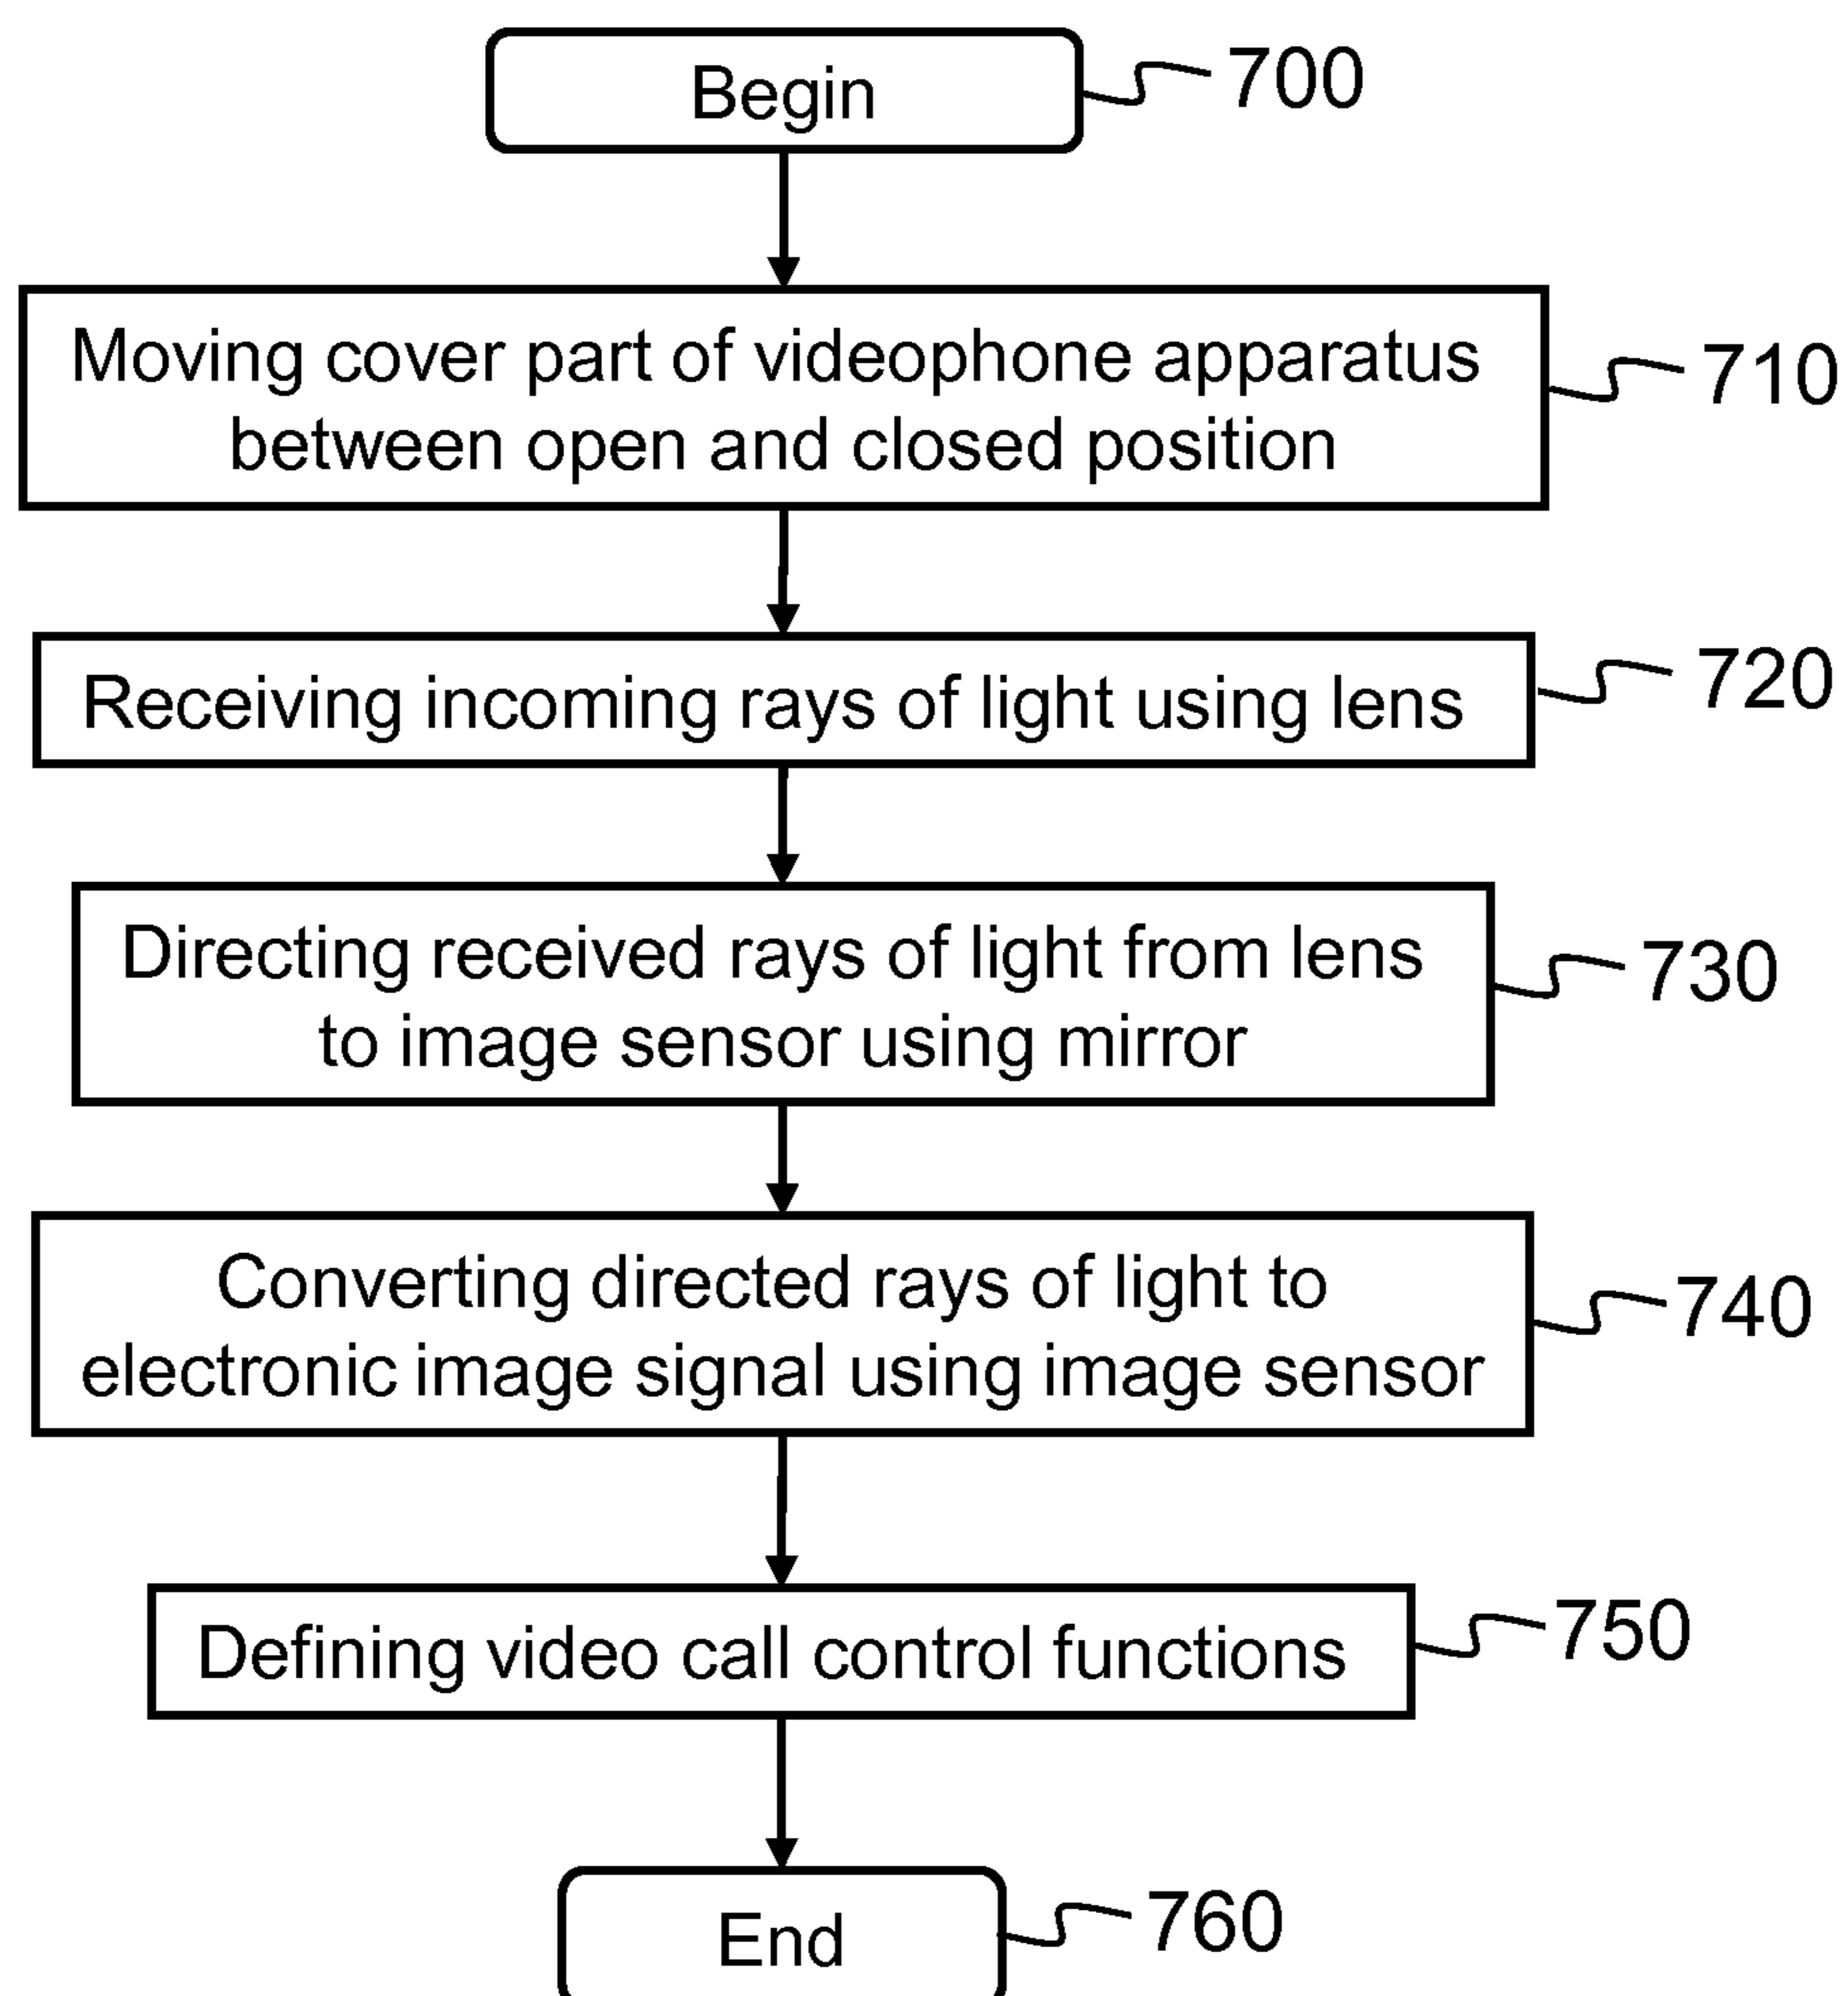 Begin
700
Moving cover part of videophone apparatus
between open and closed position
710
Receiving incoming rays of light using lens
720
Directing received rays of light from lens
to image sensor using mirror
730
Converting directed rays of light to
electronic image signal using image sensor
740
Defining video call control functions
750
End
760